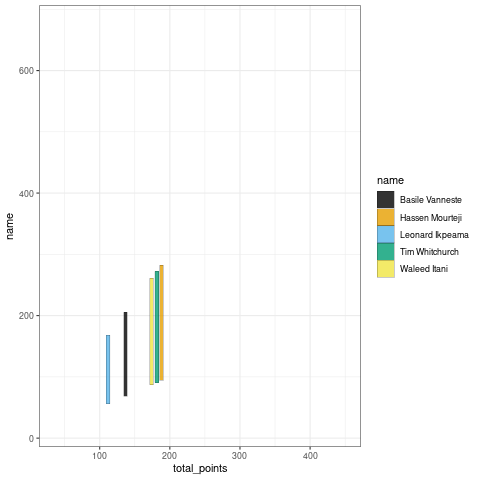 600
400
200
0
name
100 200 300 400
total_points
name
Basile Vanneste
Hassen Mourteji
Leonard Ikpeama
Tim Whitchurch
Waleed Itani